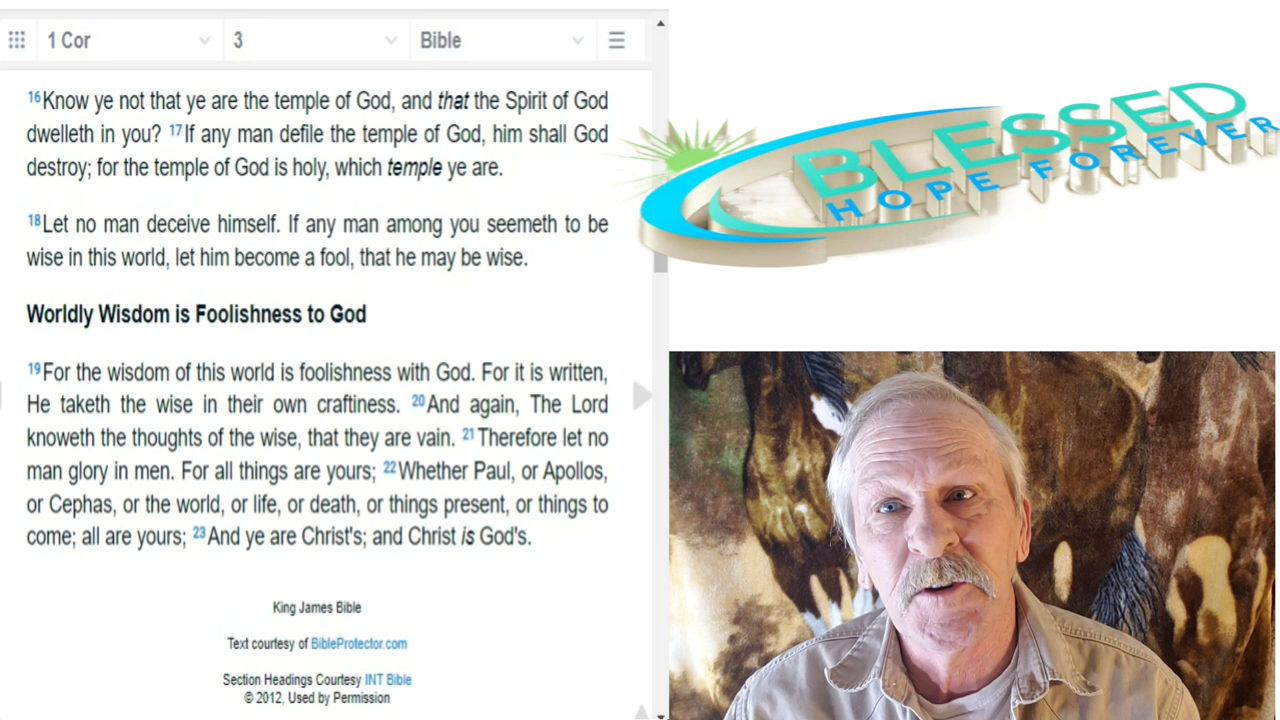 1 Cor
3
Bible
16Know ye not that ye are the temple of God, and that the Spirit of God
dwelleth in you? 17If any man defile the temple of God, him shall God
destroy; for the temple of God is holy, which temple ye are.
18Let no man deceive himself. If any man among you seemeth to be
wise in this world, let him become a fool, that he may be wise.
Worldly Wisdom is Foolishness to God
19For the wisdom of this world is foolishness with God. For it is written,
He taketh the wise in their own craftiness. 20And again, The Lord
knoweth the thoughts of the wise, that they are vain. 21Therefore let no
man glory in men. For all things are yours; 22Whether Paul, or Apollos,
or Cephas, or the world, or life, or death, or things present, or things to
come; all are yours; 23And ye are Christ's; and Christ is God's.
King James Bible
Text courtesy of BibleProtector.com
Section Headings Courtesy INT Bible
© 2012, Used by Permission
BLESSED
HOPE FOREVER